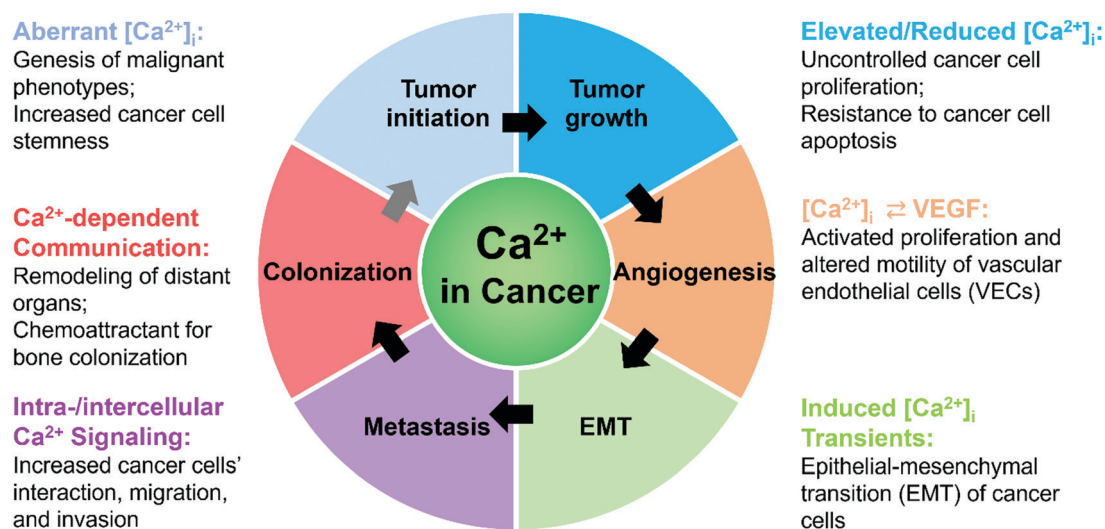 Aberrant [Ca²⁺]ᵢ:
Genesis of malignant
phenotypes;
Increased cancer cell
stemness
Ca²⁺-dependent
Communication:
Remodeling of distant
organs;
Chemoattractant for
bone colonization
Intra-/intercellular
Ca²⁺ Signaling:
Increased cancer cells’
interaction, migration,
and invasion
Tumor
initiation
Tumor
growth
Colonization
Ca²⁺
in Cancer
Angiogenesis
Metastasis
EMT
Elevated/Reduced [Ca²⁺]ᵢ:
Uncontrolled cancer cell
proliferation;
Resistance to cancer cell
apoptosis
[Ca²⁺]ᵢ ⇄ VEGF:
Activated proliferation and
altered motility of vascular
endothelial cells (VECs)
Induced [Ca²⁺]ᵢ
Transients:
Epithelial-mesenchymal
transition (EMT) of cancer
cells